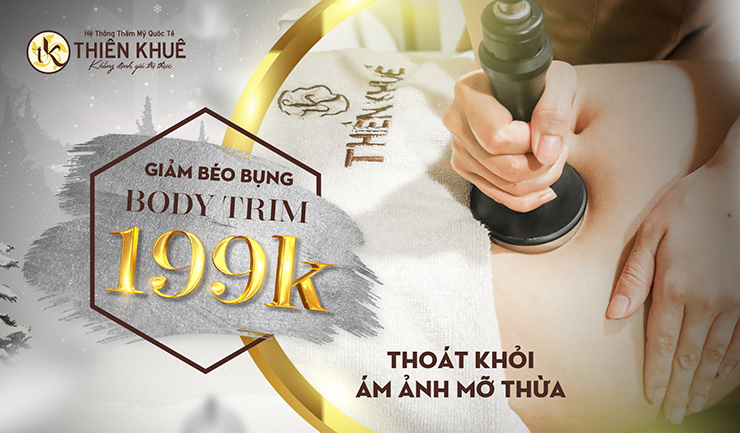 Hệ Thống Thẩm Mỹ Quốc Tế
tk THIÊN KHUÊ
Khẳng định giá trị thực
THIÊN KHUÊ
GIẢM BÉO BỤNG
BODY TRIM
199k
THOÁT KHỎI
ÁM ẢNH MỠ THỪA